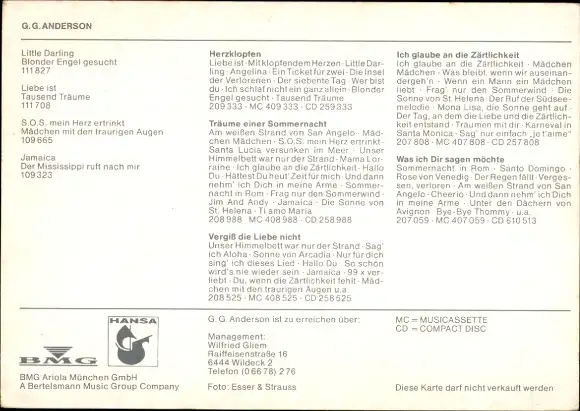 G.G. ANDERSON
Little Darling
Blonder Engel gesucht
111 827
Liebe ist
Tausend Träume
111 708
S.O.S. mein Herz ertrinkt
Mädchen mit den traurigen Augen
109 665
Jamaica
Der Mississippi ruft nach mir
109 323
Herzklopfen
Liebe ist · Mit klopfendem Herzen · Little Dar-
ling · Angelina · Ein Ticket für zwei · Die Insel
der Verlorenen · Der siebente Tag · Wer bist
du · Ich schlaf nicht ein ganz allein · Blonder
Engel gesucht · Tausend Träume
209 333 · MC 409 333 · CD 259 333
Träume einer Sommernacht
Am weißen Strand von San Angelo · Mäd-
chen Mädchen · S.O.S. mein Herz ertrinkt ·
Santa Lucia versunken im Meer · Unser
Himmelbett war nur der Strand · Mama Lor-
raine · Ich glaube an die Zärtlichkeit · Hallo
Du · Hättest Du heut' Zeit für mich · Und dann
nehm' ich Dich in meine Arme · Sommer-
nacht in Rom · Frag nur den Sommerwind ·
Jim And Andy · Jamaica · Die Sonne von
St. Helena · Ti amo Maria
208 988 · MC 408 988 · CD 258 988
Vergiß die Liebe nicht
Unser Himmelbett war nur der Strand · Sag'
ich Aloha · Sonne von Arcadia · Nur für dich
sing' ich dieses Lied · Hallo Du · So schön
wird's nie wieder sein · Jamaica · 99 x ver-
liebt · Du, wenn die Zärtlichkeit fehlt · Mäd-
chen mit den traurigen Augen u.a.
208 525 · MC 408 525 · CD 258 525
Ich glaube an die Zärtlichkeit
Ich glaube an die Zärtlichkeit · Mädchen
Mädchen · Was bleibt, wenn wir auseinan-
dergeh'n · Wenn ein Mann ein Mädchen
liebt · Frag' nur den Sommerwind · Die
Sonne von St. Helena · Der Ruf der Südsee-
melodie · Mona Lisa, die Sonne geht auf ·
Der Tag, an dem die Liebe und die Zärtlich-
keit entstand · Träumen mit dir · Karneval in
Santa Monica · Sag' nur einfach „je t'aime"
207 808 · MC 407 808 · CD 257 808
Was ich Dir sagen möchte
Sommernacht in Rom · Santo Domingo ·
Rose von Venedig · Der Regen fällt · Verges-
sen, verloren · Am weißen Strand von San
Angelo · Cheerio · Und dann nehm' ich Dich
in meine Arme · Unter den Dächern von
Avignon · Bye-Bye Thommy · u.a.
207 059 · MC 407 059 · CD 610 513
BMG
HANSA
BMG Ariola München GmbH
A Bertelsmann Music Group Company
G.G. Anderson ist zu erreichen über:
Management:
Wilfried Girem
Raiffeisenstraße 16
6444 Wildeck 2
Telefon (0 66 78) 2 76
Foto: Esser & Strauss
MC = MUSICASSETTE
CD = COMPACT DISC
Diese Karte darf nicht verkauft werden